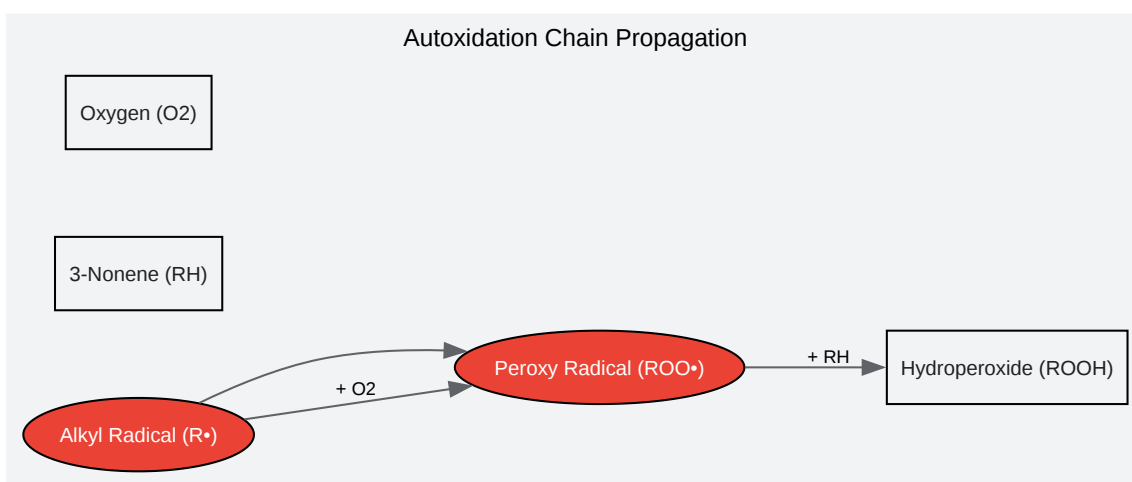 Autoxidation Chain Propagation
Oxygen (O2)
3-Nonene (RH)
Peroxy Radical (ROO•)
+ RH
Hydroperoxide (ROOH)
+ O2
Alkyl Radical (R•)